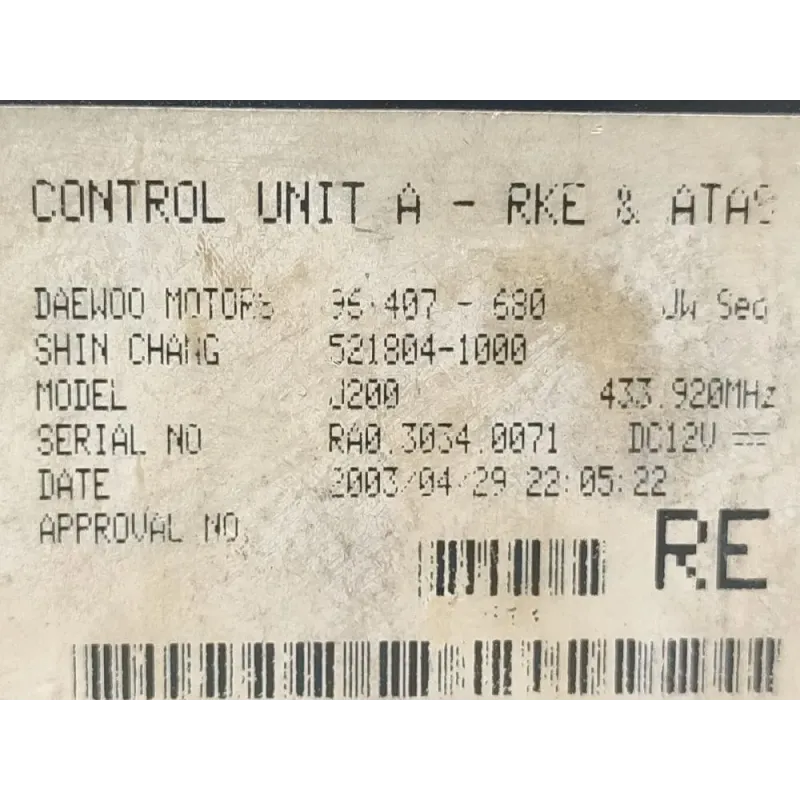 CONTROL UNIT A - RKE & ATAS
DAEWOO MOTORS 96 407 - 680 JW Seo
SHIN CHANG 521804-1000
MODEL J200 433.920MHz
SERIAL NO RA0.3034.0071 DC12V
DATE 2003/04/29 22:05:22
APPROVAL NO.
RE